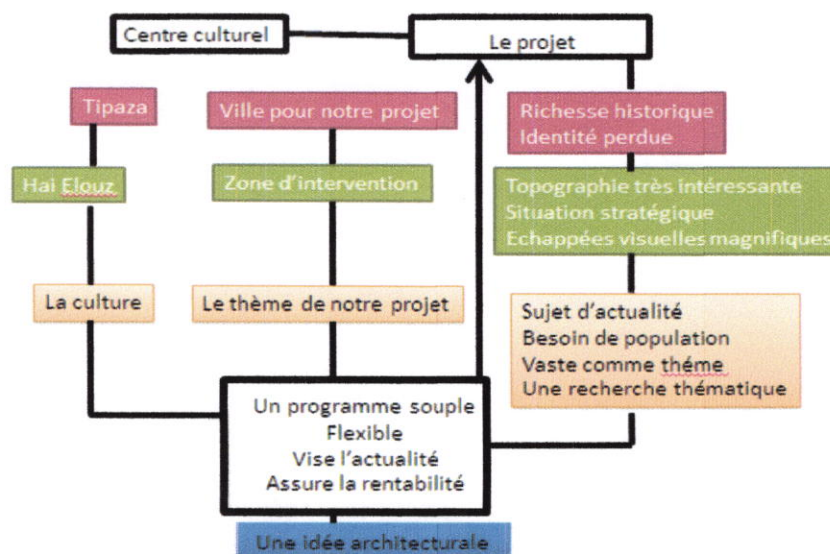 Centre culturel
Le projet
Tipaza
Ville pour notre projet
Richesse historique
Identité perdue
Hai Elouz
Zone d'intervention
Topographie très intéressante
Situation stratégique
Echappées visuelles magnifiques
La culture
Le thème de notre projet
Sujet d'actualité
Besoin de population
Vaste comme théme
Une recherche thématique
Un programme souple
Flexible
Vise l'actualité
Assure la rentabilité
Une idée architecturale